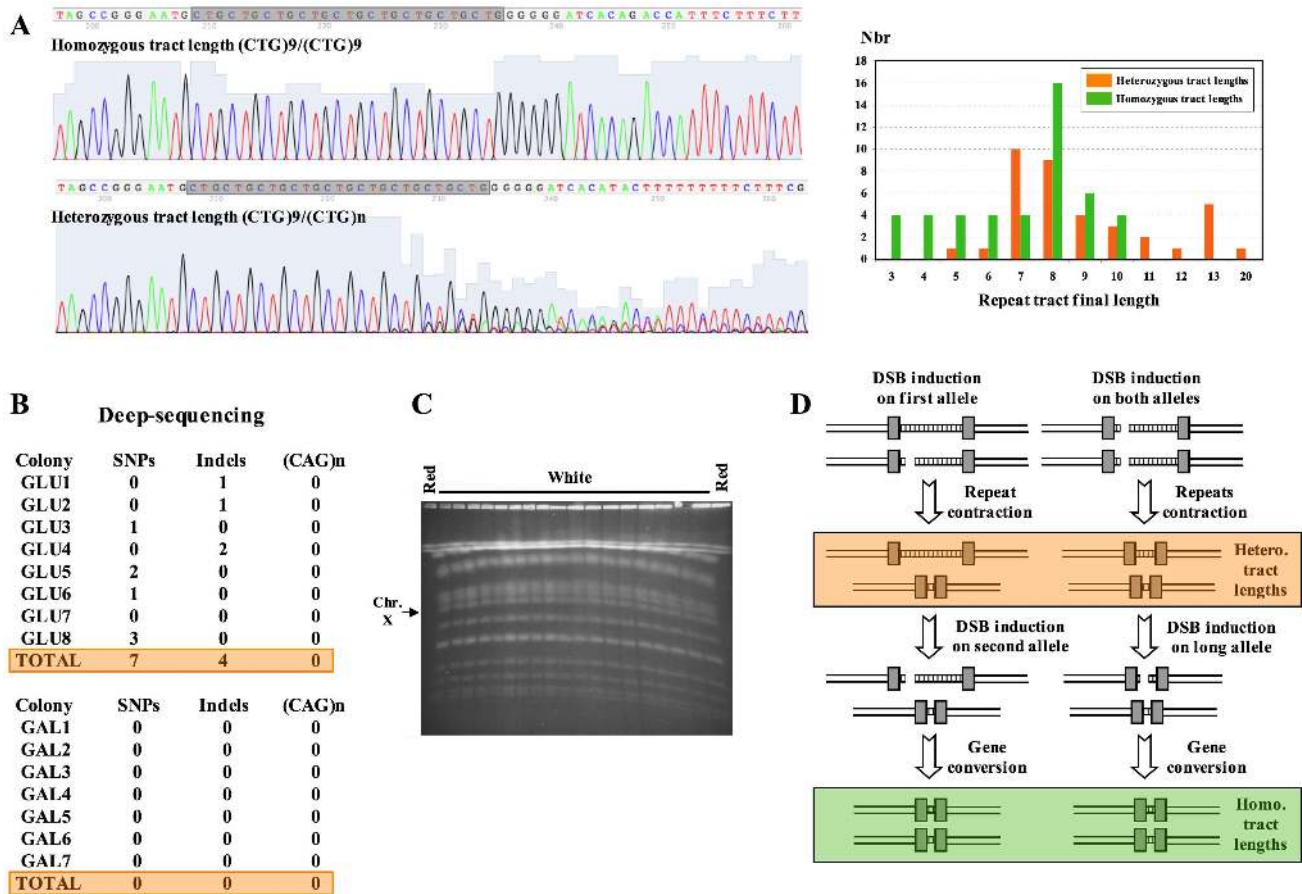 A
TAGCCGGGAATGCTGCTGCTGCTGCTGCTGCTGCTGCTGGGGGGATCACAGACCATTTCTTTCTT
Homozygous tract length (CTG)9/(CTG)9
TAGCCGGGAATGCTGCTGCTGCTGCTGCTGCTGCTGCTGGGGGGATCACATACTTTTTTTTTCTTTCG
Heterozygous tract length (CTG)9/(CTG)n
Nbr
18
16
14
12
10
8
6
4
2
0
Heterozygous tract lengths
Homozygous tract lengths
3 4 5 6 7 8 9 10 11 12 13 20
Repeat tract final length
B
Deep-sequencing
Colony SNPs Indels (CAG)n
GLU1 0 1 0
GLU2 0 1 0
GLU3 1 0 0
GLU4 0 2 0
GLU5 2 0 0
GLU6 1 0 0
GLU7 0 0 0
GLU8 3 0 0
TOTAL 7 4 0
Colony SNPs Indels (CAG)n
GAL1 0 0 0
GAL2 0 0 0
GAL3 0 0 0
GAL4 0 0 0
GAL5 0 0 0
GAL6 0 0 0
GAL7 0 0 0
TOTAL 0 0 0
C
Red
White
Red
Chr.
X
D
DSB induction
on first allele
DSB induction
on both alleles
Repeat
contraction
Repeats
contraction
Hetero.
tract
lengths
DSB induction
on second allele
DSB induction
on long allele
Gene
conversion
Gene
conversion
Homo.
tract
lengths